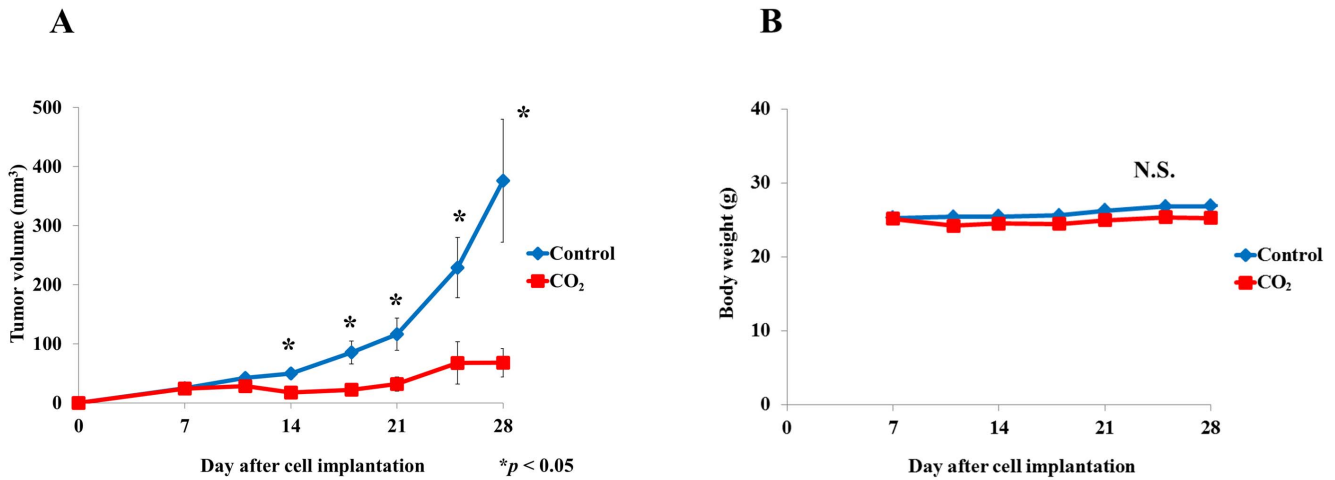 A
Tumor volume (mm³)
500
400
300
200
100
0
0 7 14 21 28
* * * * *
Control
CO₂
Day after cell implantation
*p < 0.05
B
Body weight (g)
40
30
20
10
0
0 7 14 21 28
N.S.
Control
CO₂
Day after cell implantation